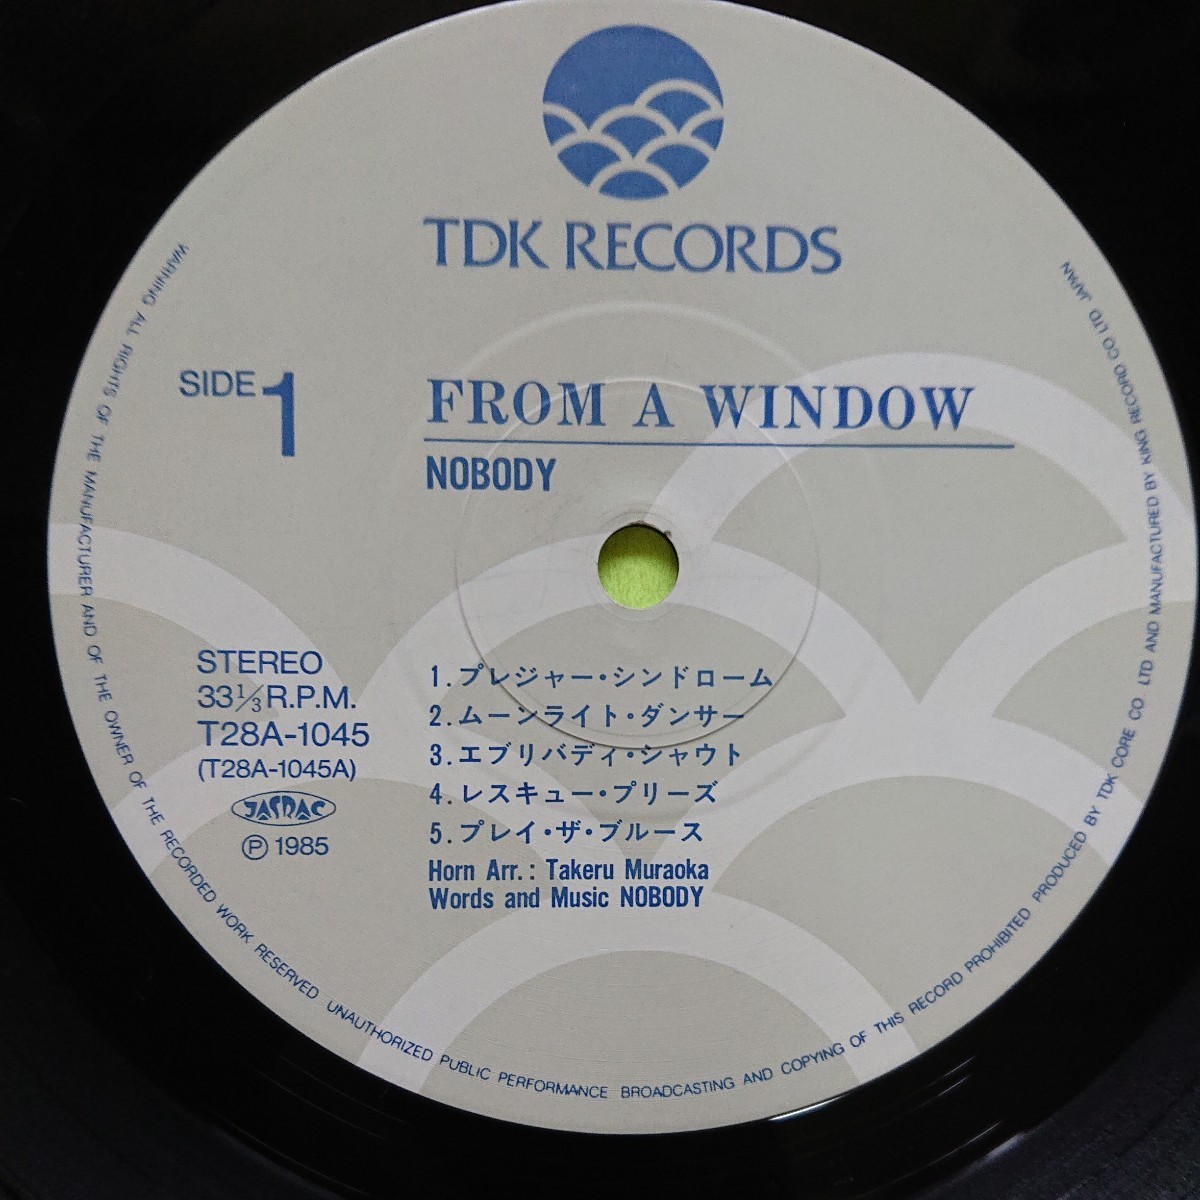 TDK RECORDS
SIDE 1
FROM A WINDOW
NOBODY
STEREO
33⅓ R.P.M.
T28A-1045
(T28A-1045A)
JASRAC
Ⓟ 1985
1. プレジャー・シンドローム
2. ムーンライト・ダンサー
3. エブリバディ・シャウト
4. レスキュー・プリーズ
5. プレイ・ザ・ブルース
Horn Arr. : Takeru Muraoka
Words and Music NOBODY
WARNING ALL RIGHTS OF THE MANUFACTURER AND OF THE OWNER OF THE RECORDED WORK RESERVED UNAUTHORIZED PUBLIC PERFORMANCE BROADCASTING AND COPYING OF THIS RECORD PROHIBITED PRODUCED BY TDK CORE CO. LTD AND MANUFACTURED BY KING RECORD CO LTD JAPAN